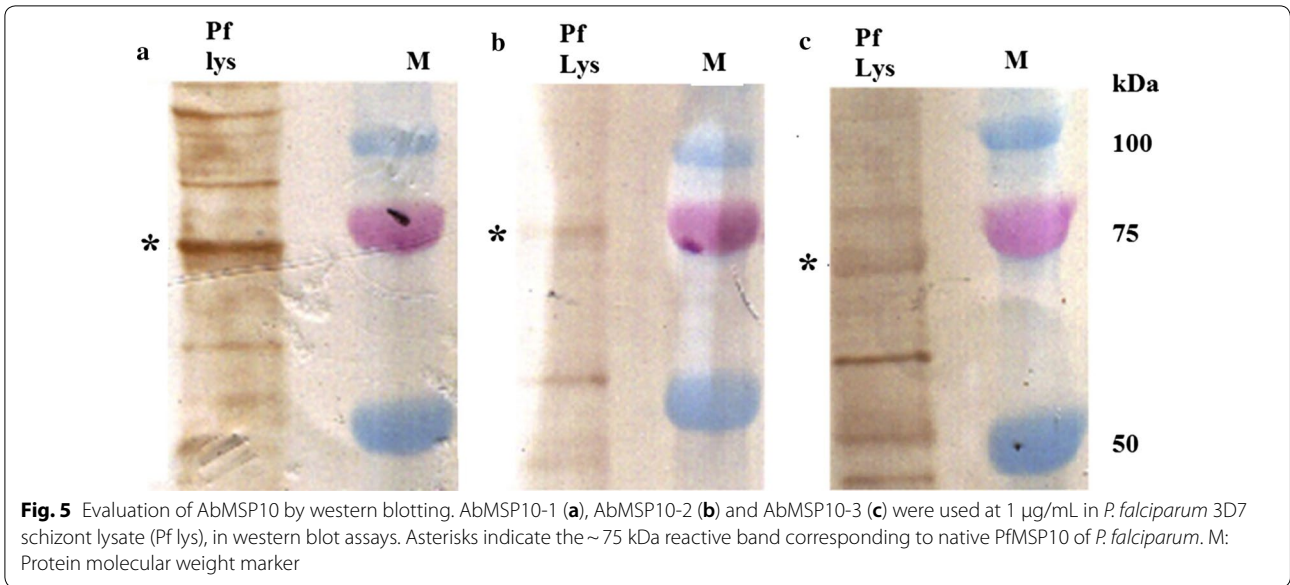 a Pf lys M
b Pf Lys M
c Pf Lys M
kDa
100
* * * 75
50
Fig. 5 Evaluation of AbMSP10 by western blotting. AbMSP10-1 (a), AbMSP10-2 (b) and AbMSP10-3 (c) were used at 1 µg/mL in P. falciparum 3D7
schizont lysate (Pf lys), in western blot assays. Asterisks indicate the ~ 75 kDa reactive band corresponding to native PfMSP10 of P. falciparum. M:
Protein molecular weight marker